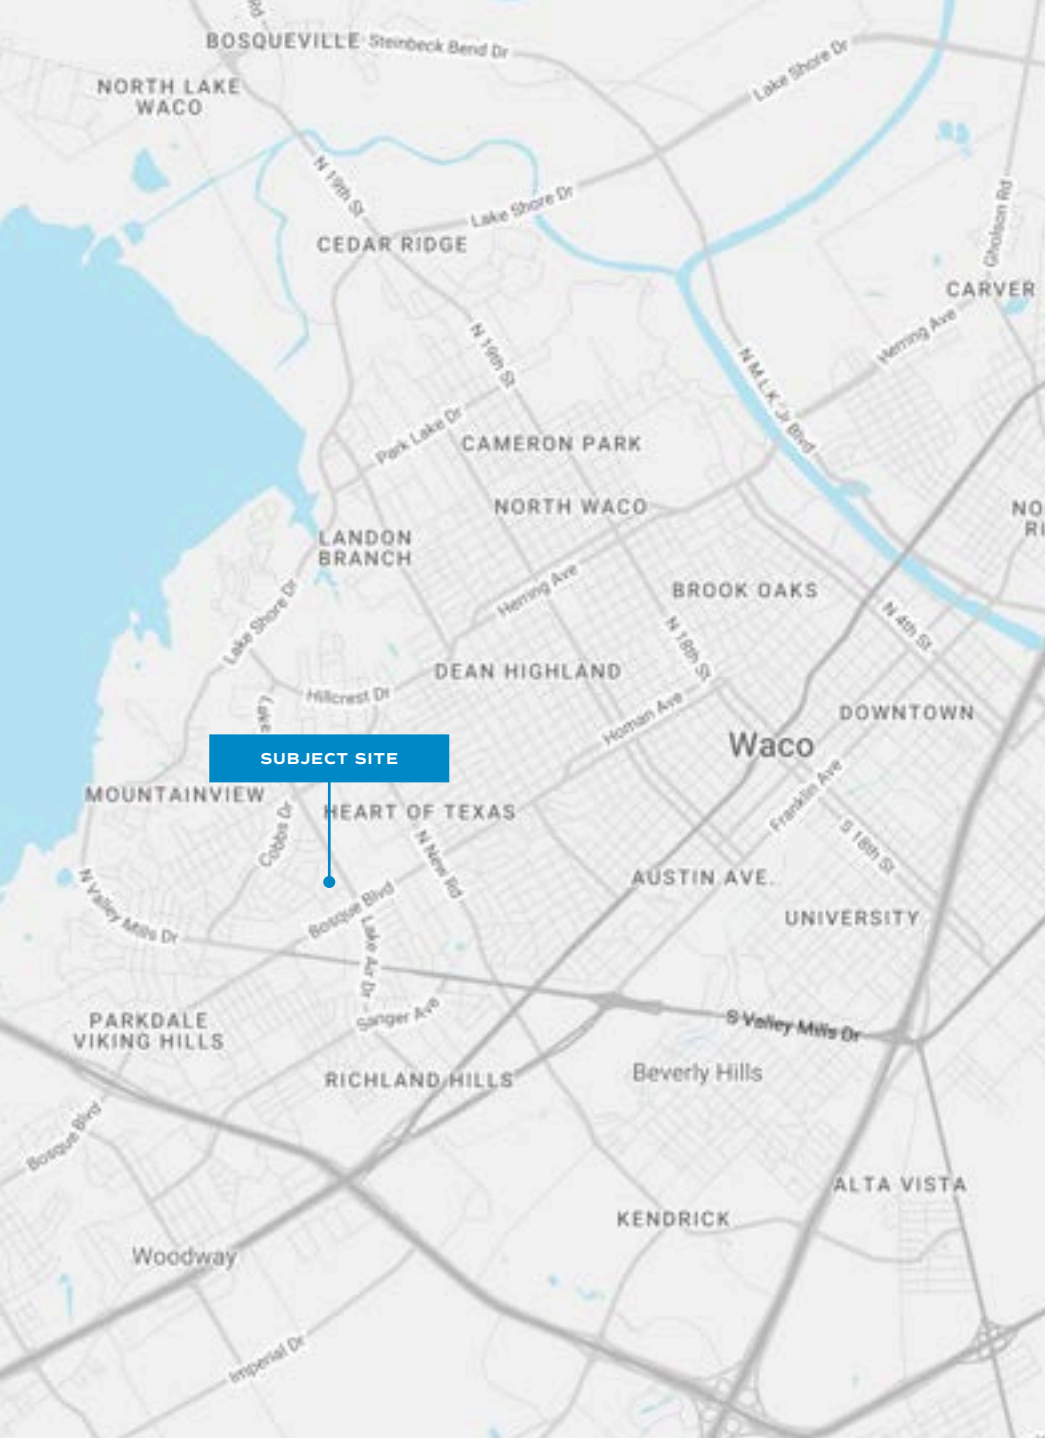 Rd
BOSQUEVILLE
Steinbeck Bend Dr
Lake Shore Dr
NORTH LAKE
WACO
N 19th St
Lake Shore Dr
Gholson Rd
CEDAR RIDGE
CARVER
Herring Ave
N 19th St
N M.L.K. Jr Blvd
Park Lake Dr
CAMERON PARK
NORTH WACO
NO
RI
LANDON
BRANCH
Herring Ave
BROOK OAKS
Lake Shore Dr
N 4th St
N 18th St
DEAN HIGHLAND
Hillcrest Dr
Lake
Homan Ave
DOWNTOWN
Waco
SUBJECT SITE
MOUNTAINVIEW
Franklin Ave
HEART OF TEXAS
Cobbs Dr
N New Rd
S 18th St
AUSTIN AVE.
N Valley Mills Dr
Bosque Blvd
UNIVERSITY
Lake Air Dr
Sanger Ave
PARKDALE
VIKING HILLS
S Valley Mills Dr
RICHLAND HILLS
Beverly Hills
Bosque Blvd
ALTA VISTA
KENDRICK
Woodway
Imperial Dr